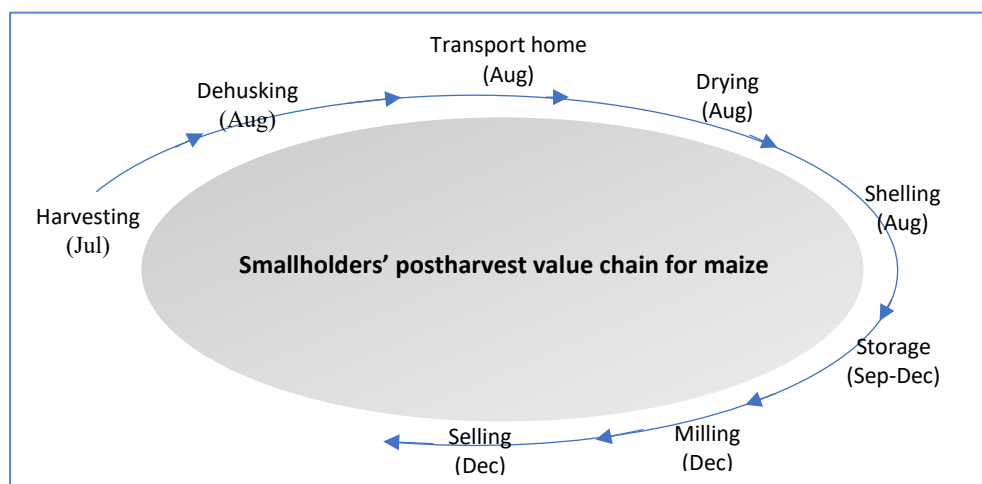 Transport home
(Aug)
Dehusking
(Aug)
Drying
(Aug)
Harvesting
(Jul)
Shelling
(Aug)
Smallholders’ postharvest value chain for maize
Storage
(Sep-Dec)
Milling
(Dec)
Selling
(Dec)